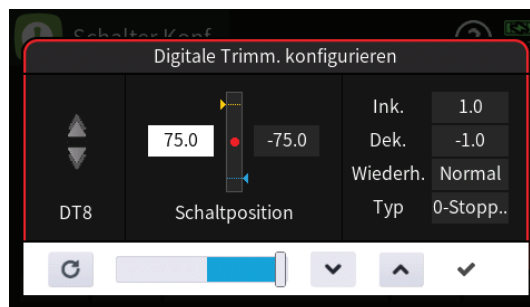 Schalter Konf
Digitale Trimm. konfigurieren
Ink. 1.0
75.0 -75.0 Dek. -1.0
Wiederh. Normal
DT8 Schaltposition Typ 0-Stopp..